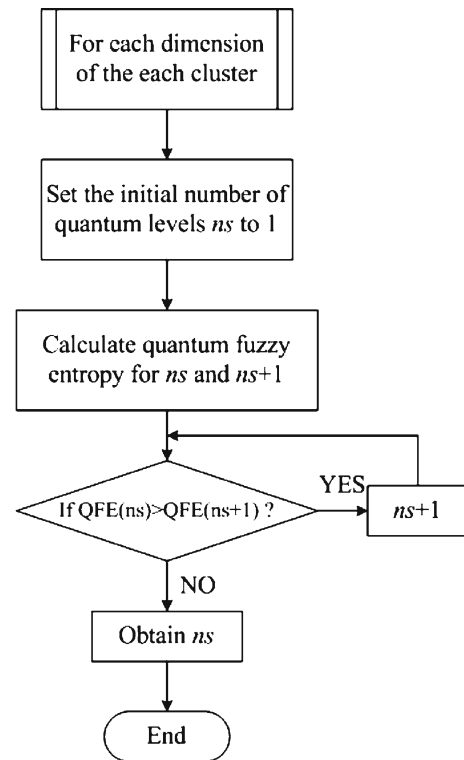 For each dimension
of the each cluster
Set the initial number of
quantum levels ns to 1
Calculate quantum fuzzy
entropy for ns and ns+1
If QFE(ns)>QFE(ns+1) ?
YES
ns+1
NO
Obtain ns
End